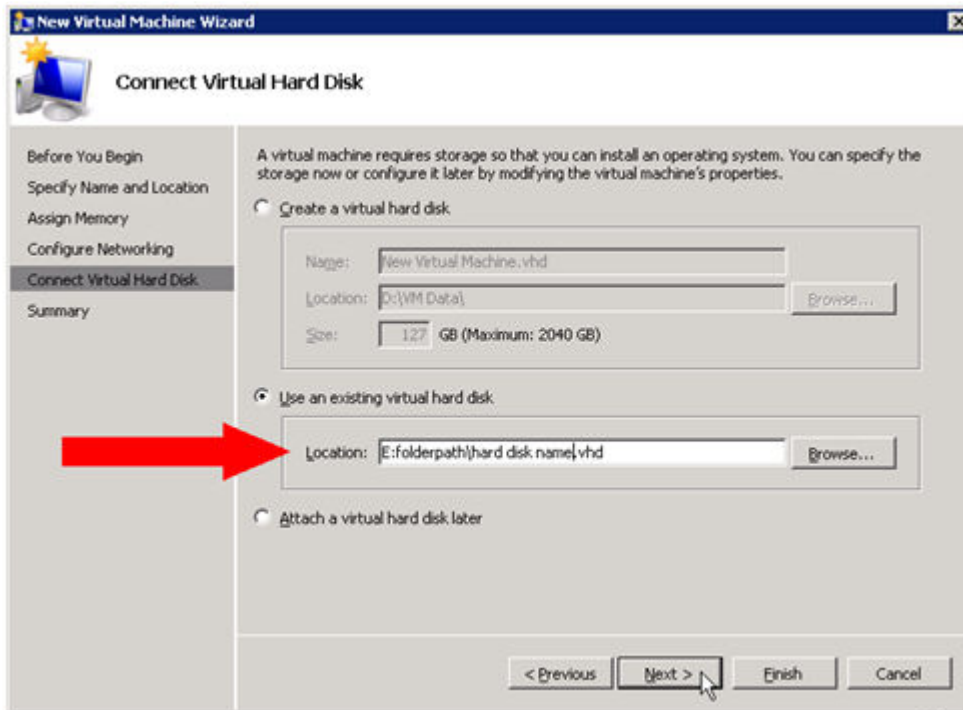 New Virtual Machine Wizard
Connect Virtual Hard Disk
Before You Begin
Specify Name and Location
Assign Memory
Configure Networking
Connect Virtual Hard Disk
Summary
A virtual machine requires storage so that you can install an operating system. You can specify the
storage now or configure it later by modifying the virtual machine's properties.
Create a virtual hard disk
Name: New Virtual Machine.vhd
Location: D:\VM Data\ Browse...
Size: 127 GB (Maximum: 2040 GB)
Use an existing virtual hard disk
Location: E:folderpath\hard disk name.vhd Browse...
Attach a virtual hard disk later
< Previous Next > Finish Cancel